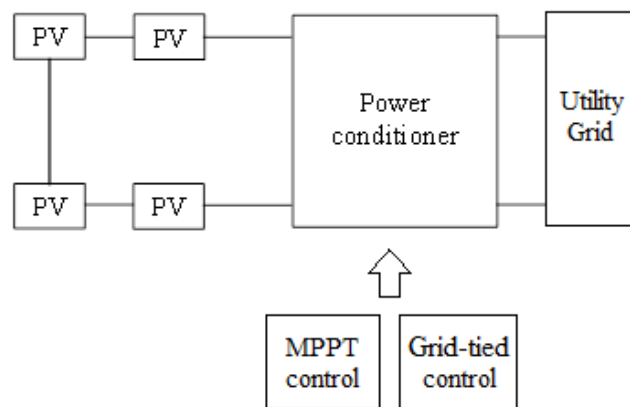 PV
PV
Power
conditioner
Utility
Grid
PV
PV
MPPT
control
Grid-tied
control